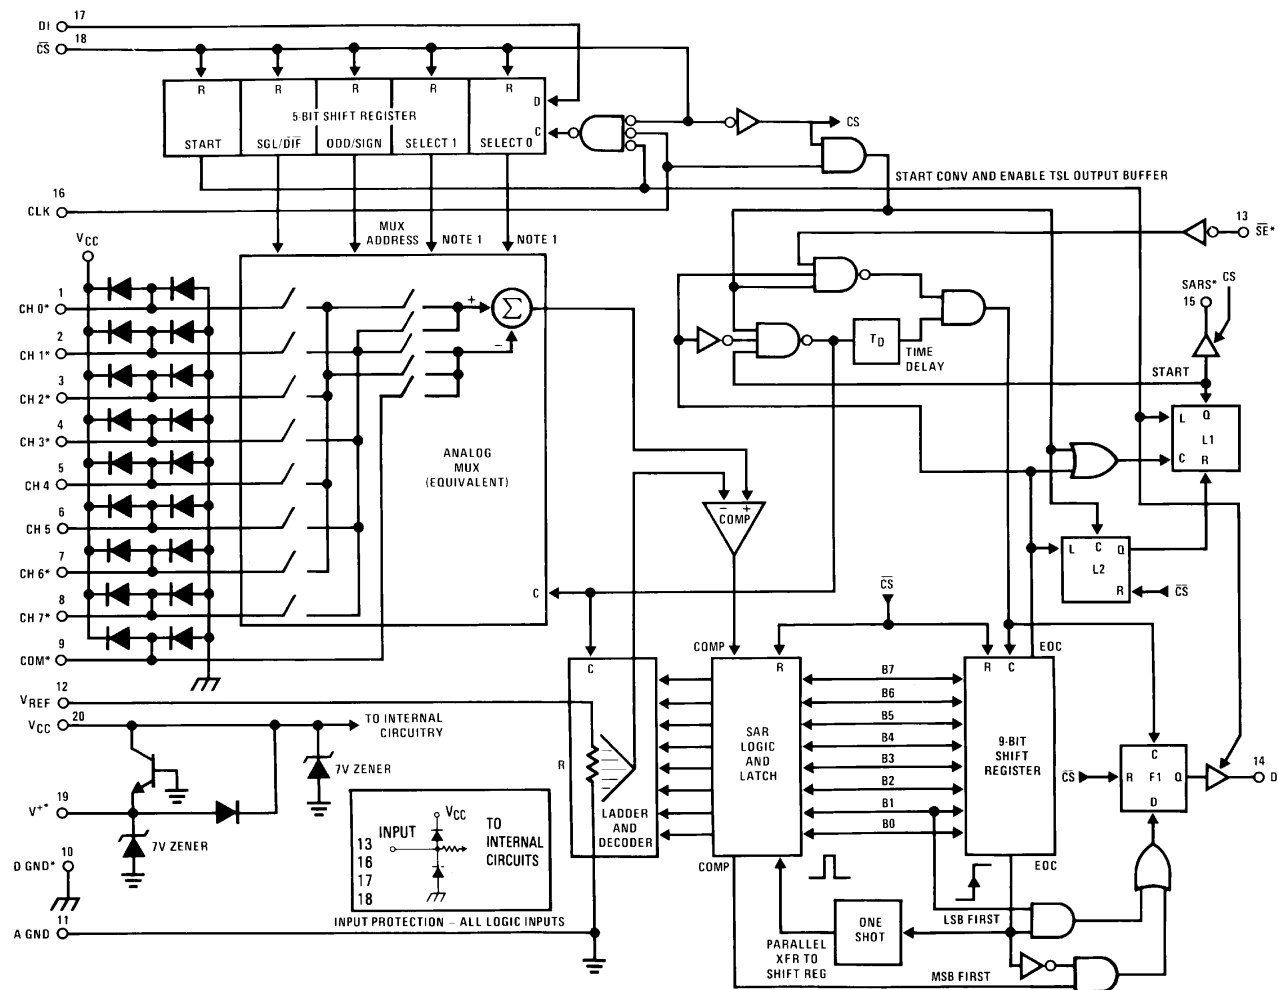 17
DI
18
CS
R R R R R
D
5-BIT SHIFT REGISTER
C
START SGL/DIF ODD/SIGN SELECT 1 SELECT 0
CS
START CONV AND ENABLE TSL OUTPUT BUFFER
16
CLK
MUX
ADDRESS
NOTE 1
NOTE 1
13
SE*
VCC
1
CH 0*
2
CH 1*
3
CH 2*
4
CH 3*
5
CH 4
6
CH 5
7
CH 6*
8
CH 7*
9
COM*
+
Σ
−
ANALOG
MUX
(EQUIVALENT)
C
TD
TIME
DELAY
SARS*
CS
15
START
L Q
L1
C R
− +
COMP
L C Q
L2
R
CS
CS
12
VREF
20
VCC
TO INTERNAL
CIRCUITRY
7V ZENER
19
V+*
7V ZENER
10
D GND*
11
A GND
INPUT
VCC
TO
INTERNAL
CIRCUITS
13
16
17
18
INPUT PROTECTION – ALL LOGIC INPUTS
C
R
LADDER
AND
DECODER
COMP
R
SAR
LOGIC
AND
LATCH
COMP
B7
B6
B5
B4
B3
B2
B1
B0
EOC
R C
9-BIT
SHIFT
REGISTER
EOC
CS
C
R F1 Q
D
14
D
ONE
SHOT
PARALLEL
XFR TO
SHIFT REG
LSB FIRST
MSB FIRST